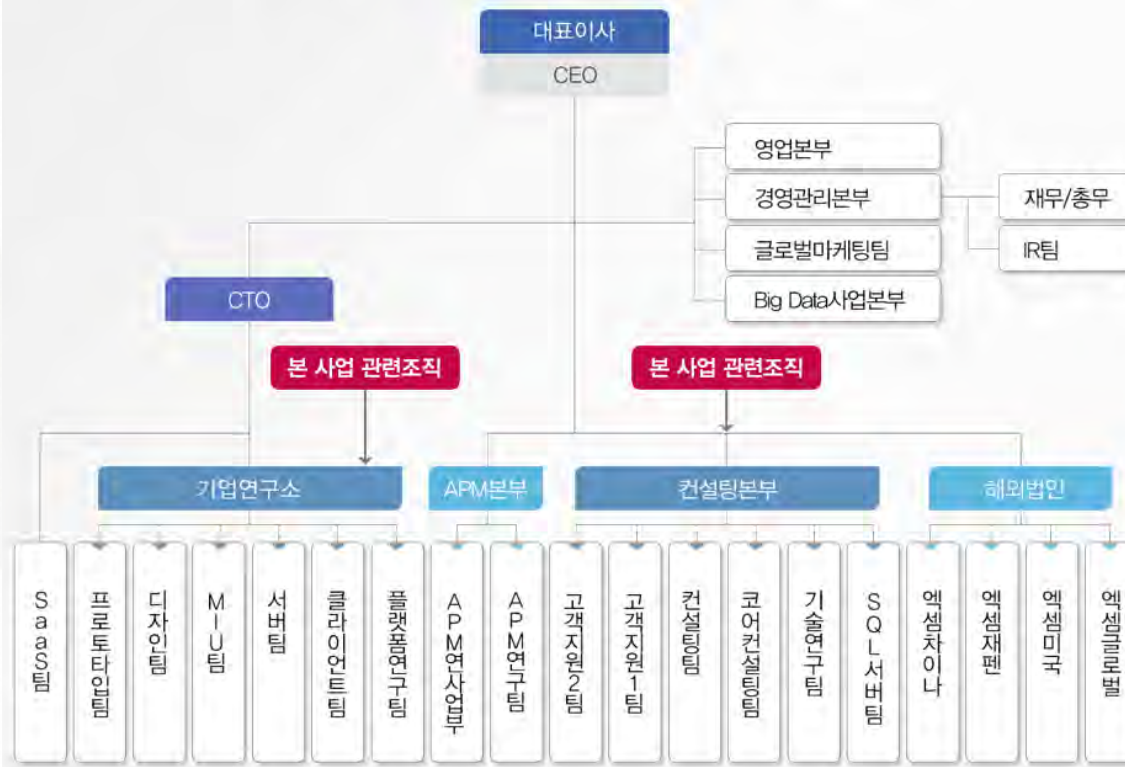 대표이사
CEO
영업본부
경영관리본부
재무/총무
글로벌마케팅팀
IR팀
Big Data사업본부
CTO
본 사업 관련조직
본 사업 관련조직
기업연구소
APM본부
컨설팅본부
해외법인
SaaS팀
프로토타입팀
디자인팀
MIU팀
서버팀
클라이언트팀
플랫폼연구팀
APM연사업부
APM연구팀
고객지원2팀
고객지원1팀
컨설팅팀
코어컨설팅팀
기술연구팀
SQL서버팀
엑셈차이나
엑셈재펜
엑셈미국
엑셈글로벌